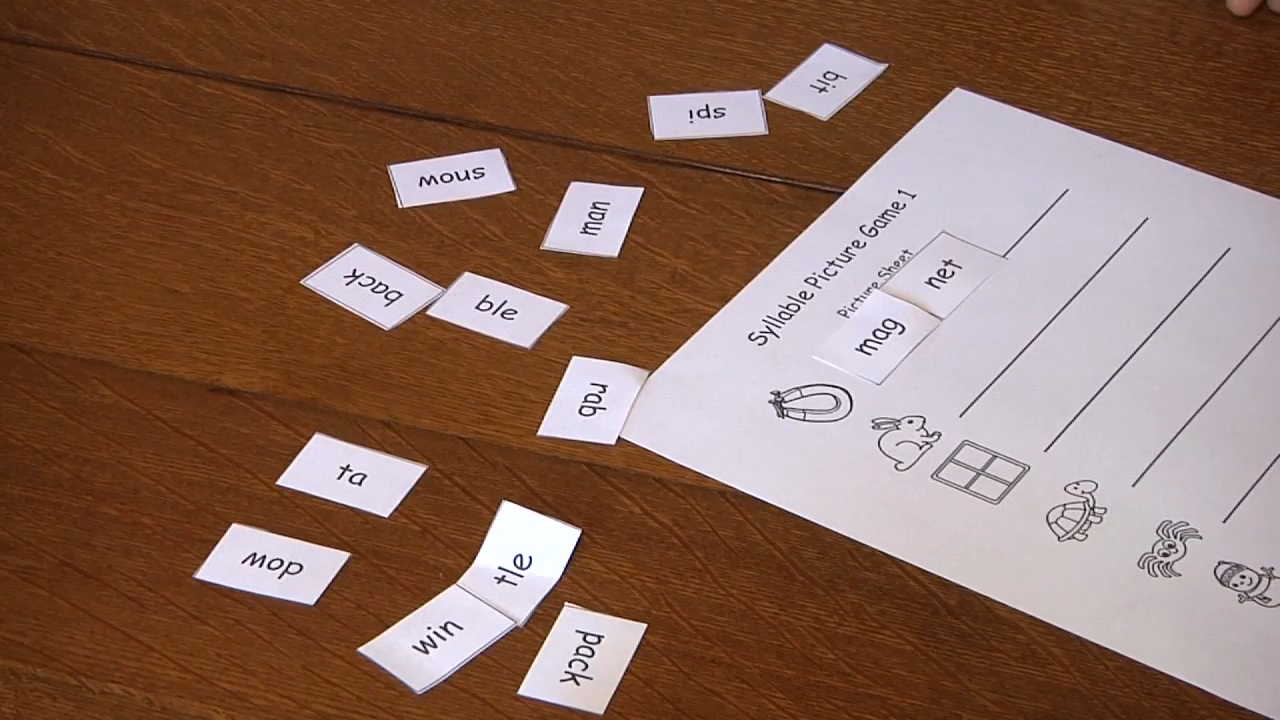 bit
spi
snow
man
back
ble
rab
ta
dow
win
tle
pack
Syllable Picture Game 1
Picture Sheet
mag
net